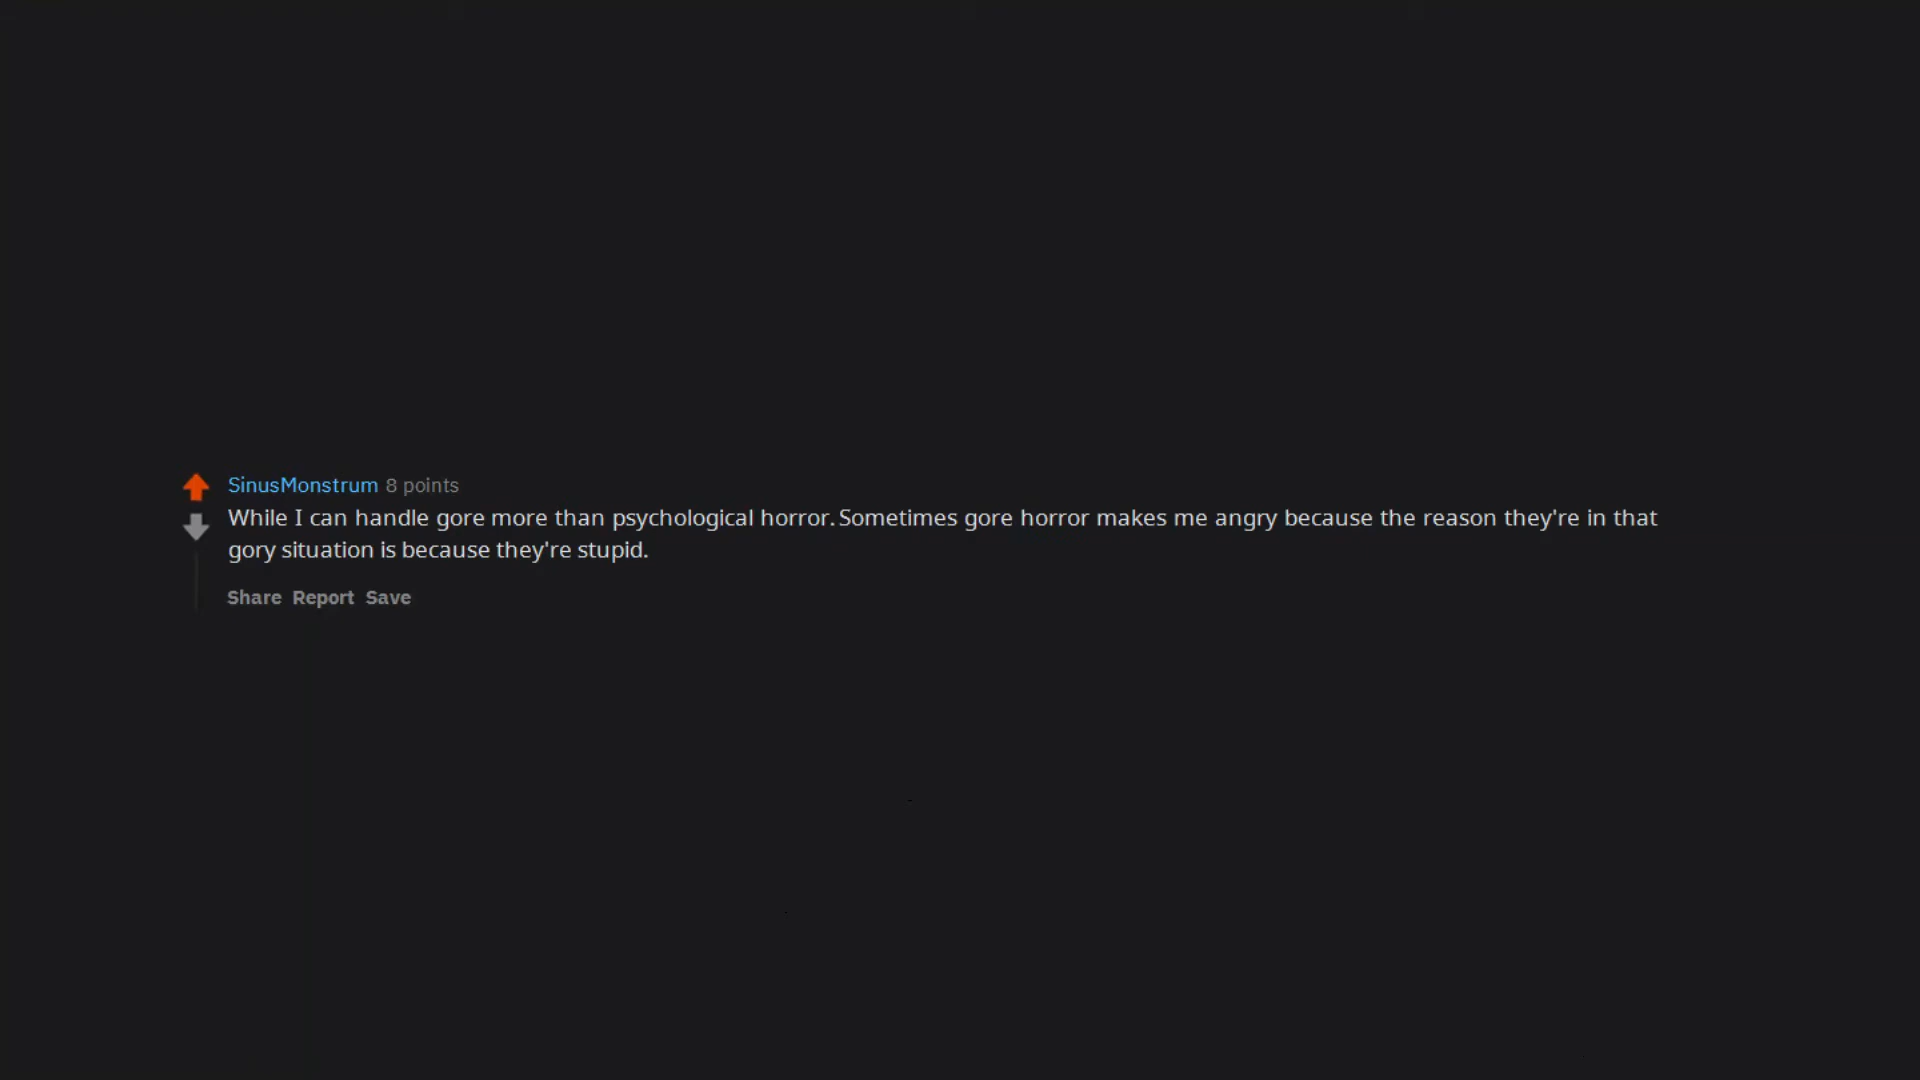 SinusMonstrum 8 points
While I can handle gore more than psychological horror. Sometimes gore horror makes me angry because the reason they're in that
gory situation is because they're stupid.
Share Report Save